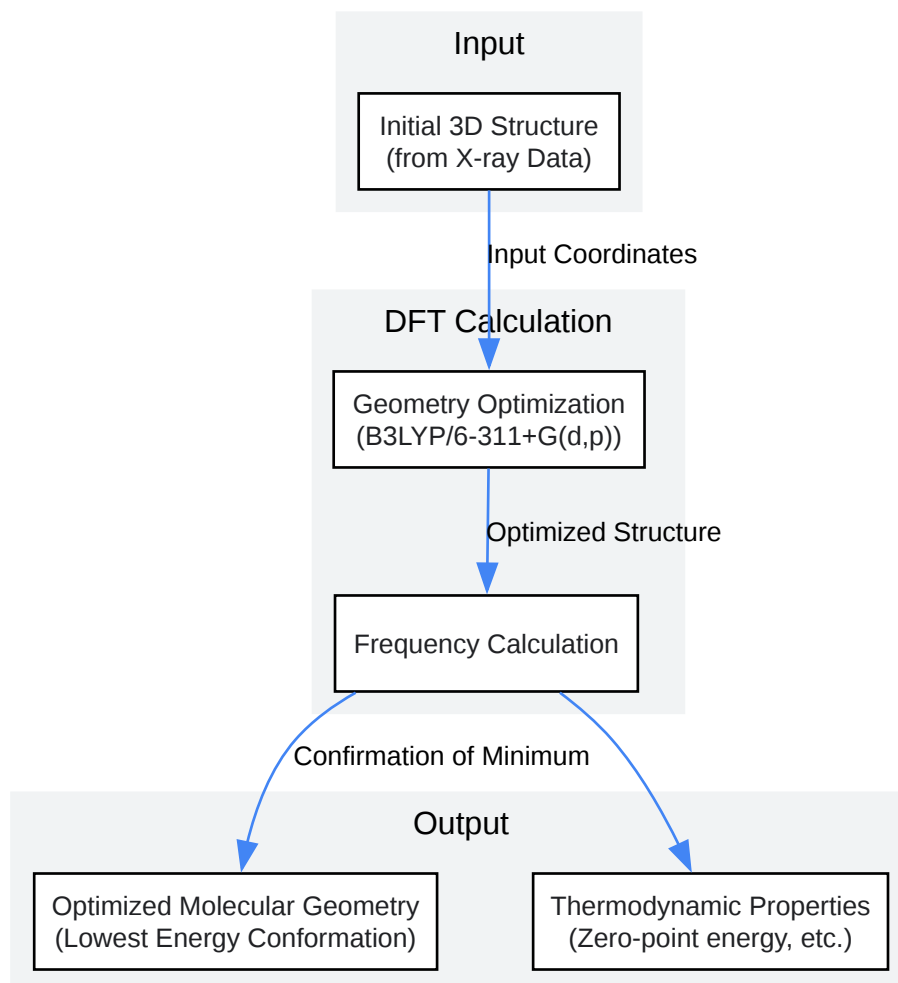 Input
Initial 3D Structure
(from X-ray Data)
Input Coordinates
DFT Calculation
Geometry Optimization
(B3LYP/6-311+G(d,p))
Optimized Structure
Frequency Calculation
Confirmation of Minimum
Output
Optimized Molecular Geometry
(Lowest Energy Conformation)
Thermodynamic Properties
(Zero-point energy, etc.)